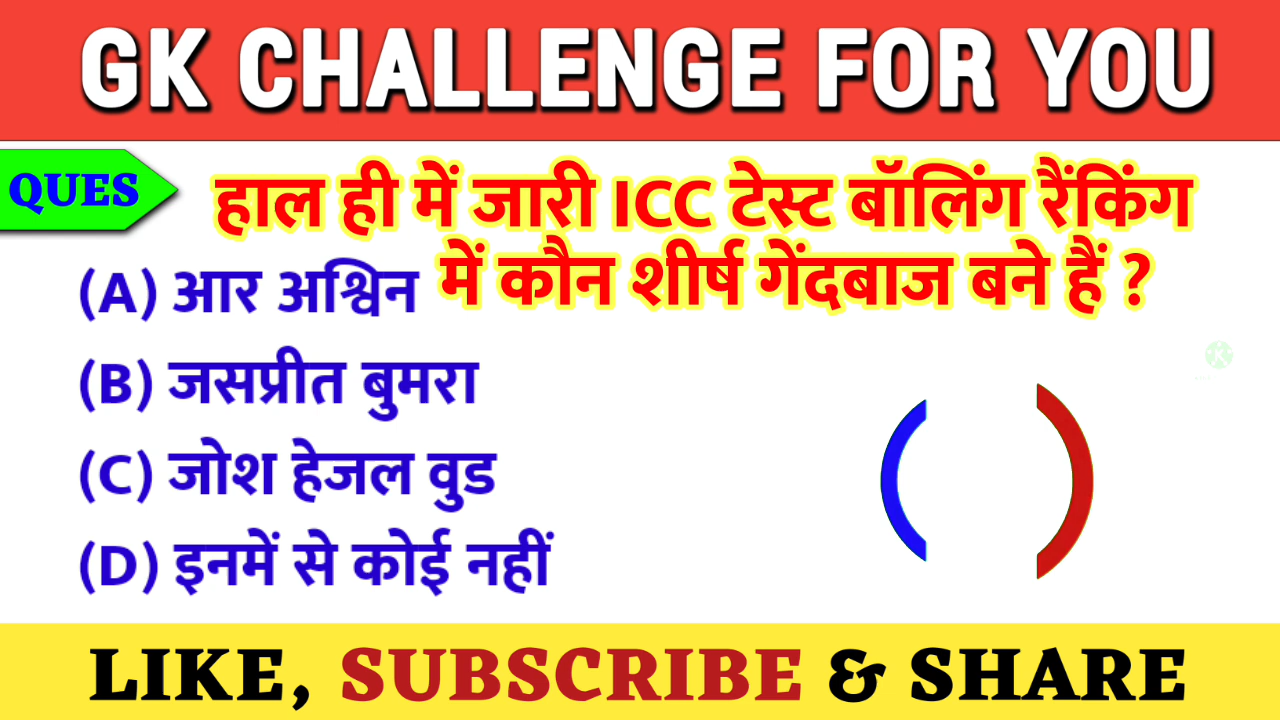 GK CHALLENGE FOR YOU
QUES
हाल ही में जारी ICC टेस्ट बॉलिंग रैंकिंग
में कौन शीर्ष गेंदबाज बने हैं ?
(A) आर अश्विन
(B) जसप्रीत बुमरा
(C) जोश हेजल वुड
(D) इनमें से कोई नहीं
LIKE, SUBSCRIBE & SHARE